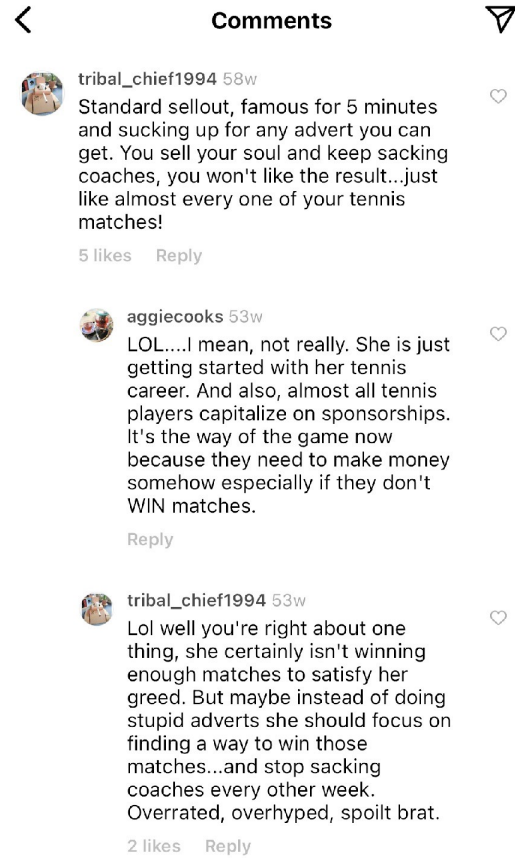 Comments
tribal_chief1994 58w
Standard sellout, famous for 5 minutes
and sucking up for any advert you can
get. You sell your soul and keep sacking
coaches, you won't like the result...just
like almost every one of your tennis
matches!
5 likes Reply
aggiecooks 53w
LOL....I mean, not really. She is just
getting started with her tennis
career. And also, almost all tennis
players capitalize on sponsorships.
It's the way of the game now
because they need to make money
somehow especially if they don't
WIN matches.
Reply
tribal_chief1994 53w
Lol well you're right about one
thing, she certainly isn't winning
enough matches to satisfy her
greed. But maybe instead of doing
stupid adverts she should focus on
finding a way to win those
matches...and stop sacking
coaches every other week.
Overrated, overhyped, spoilt brat.
2 likes Reply